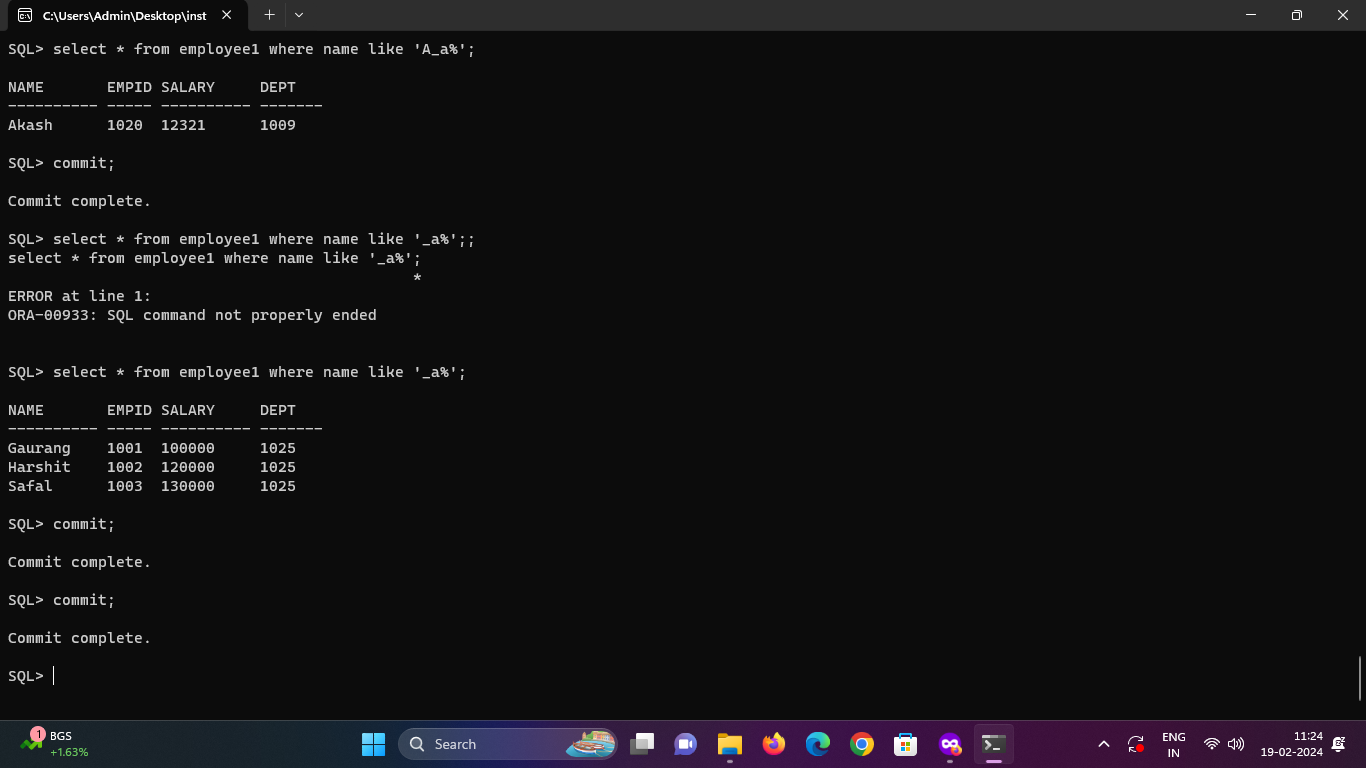 C:\Users\Admin\Desktop\inst
SQL> select * from employee1 where name like 'A_a%';
NAME       EMPID SALARY     DEPT
---------- ----- ---------- -------
Akash      1020  12321      1009
SQL> commit;
Commit complete.
SQL> select * from employee1 where name like '_a%';;
select * from employee1 where name like '_a%';
                                             *
ERROR at line 1:
ORA-00933: SQL command not properly ended
SQL> select * from employee1 where name like '_a%';
NAME       EMPID SALARY     DEPT
---------- ----- ---------- -------
Gaurang    1001  100000     1025
Harshit    1002  120000     1025
Safal      1003  130000     1025
SQL> commit;
Commit complete.
SQL> commit;
Commit complete.
SQL>
1
BGS
+1.63%
Search
ENG
IN
11:24
19-02-2024